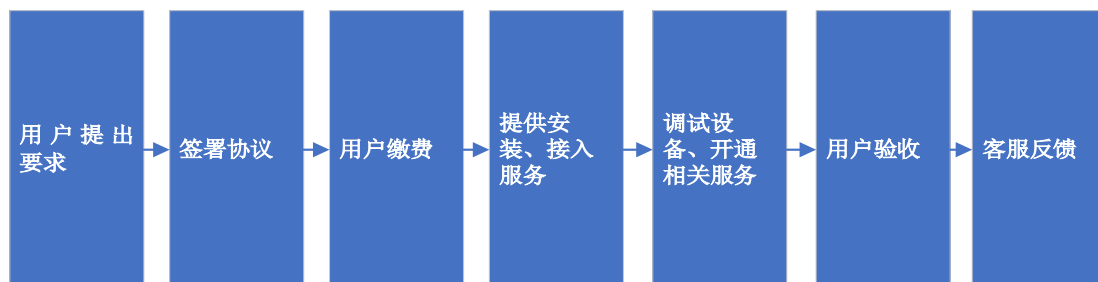 用户提出
要求
签署协议
用户缴费
提供安
装、接入
服务
调试设
备、开通
相关服务
用户验收
客服反馈